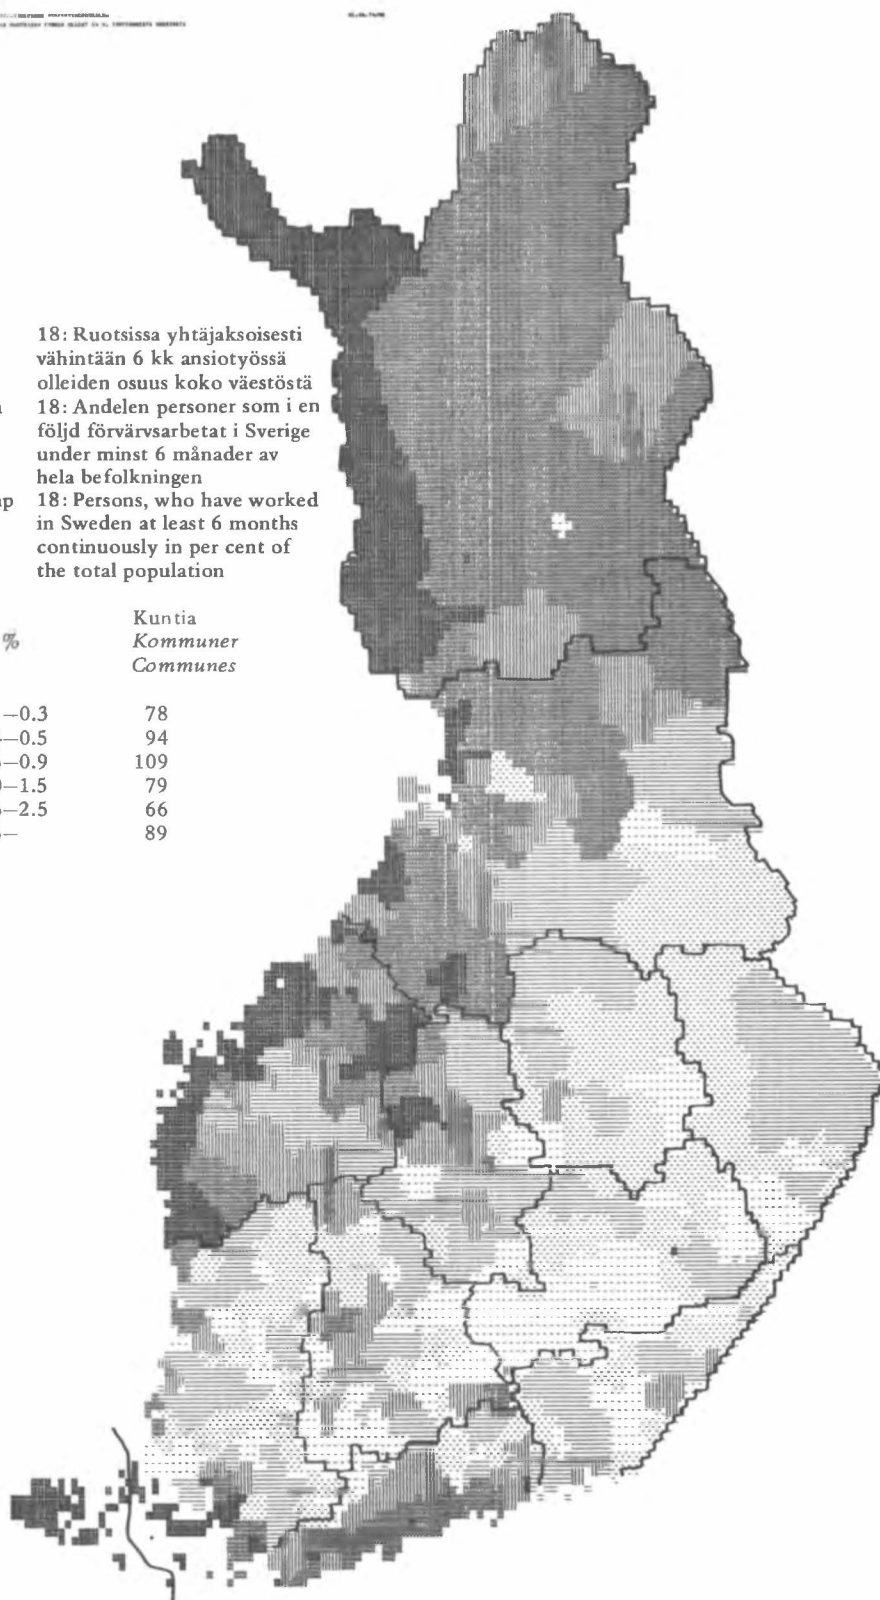 18: Ruotsissa yhtäjaksoisesti
vähintään 6 kk ansiotyössä
olleiden osuus koko väestöstä
18: Andelen personer som i en
följd förvärvsarbetat i Sverige
under minst 6 månader av
hela befolkningen
18: Persons, who have worked
in Sweden at least 6 months
continuously in per cent of
the total population
% Kuntia
Kommuner
Communes
–0.3 78
–0.5 94
–0.9 109
–1.5 79
–2.5 66
– 89